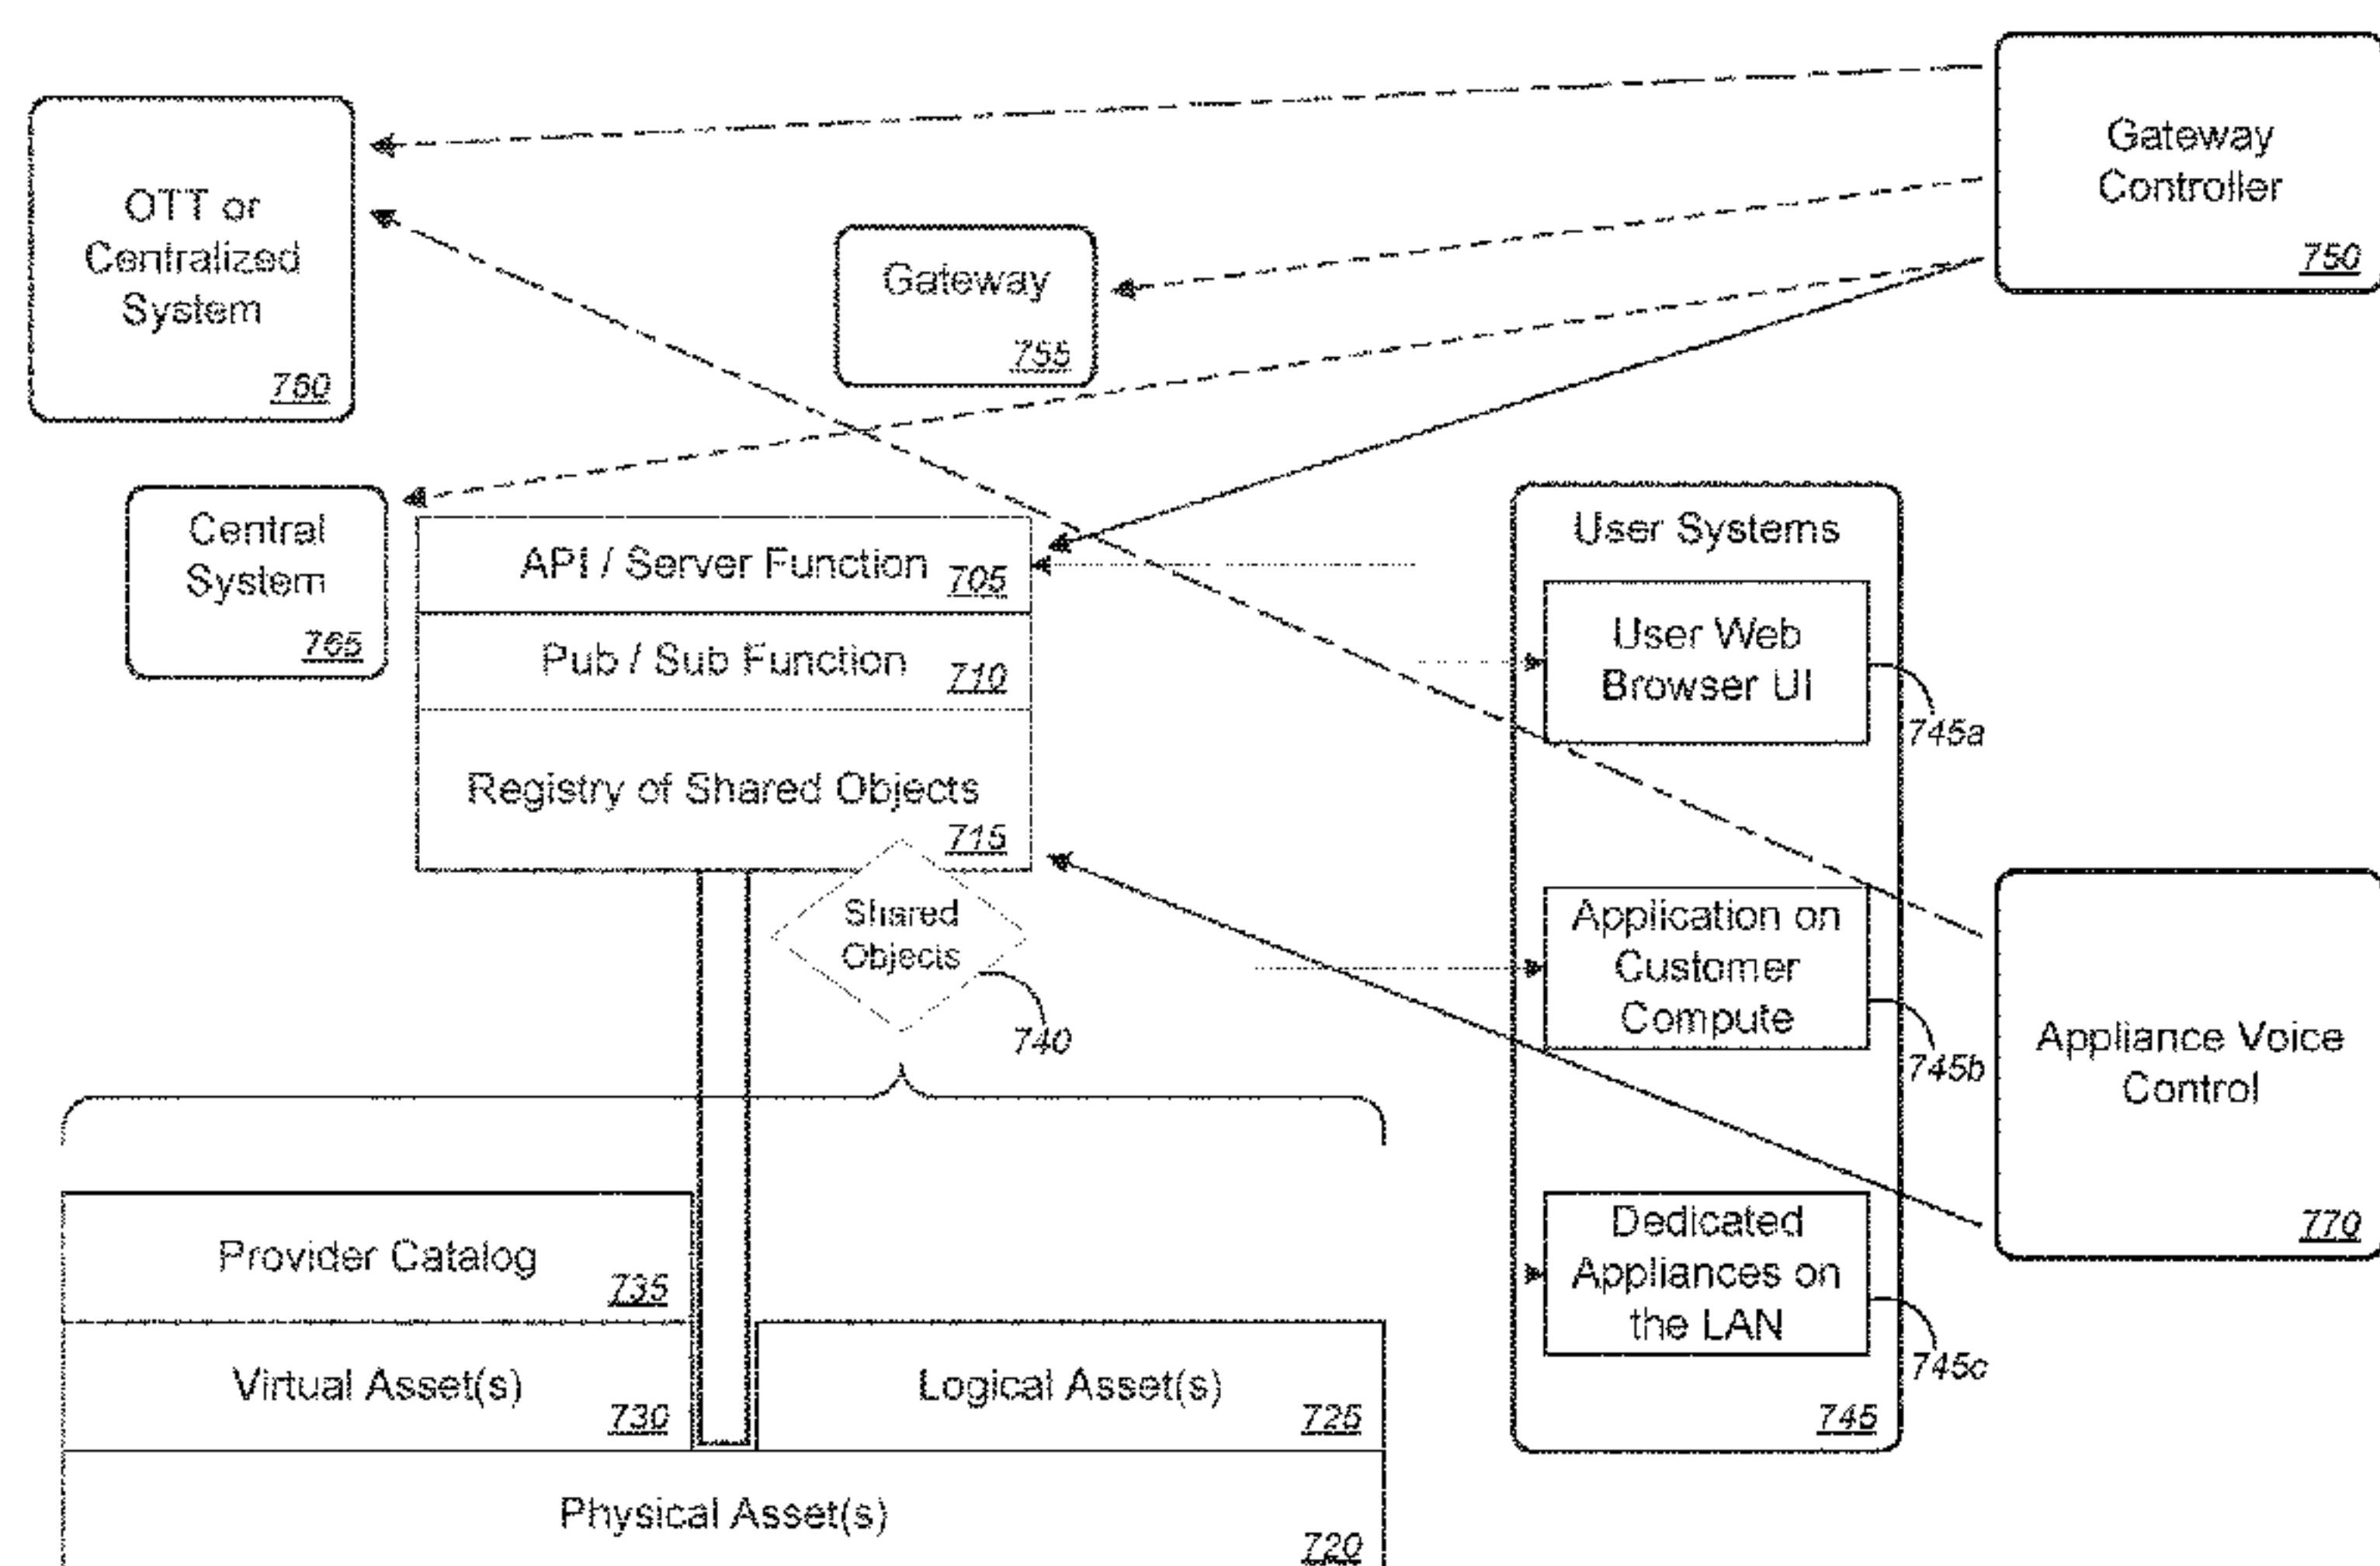 OTT or
Centralized
System
760
Gateway
755
Gateway
Controller
750
Central
System
765
API / Server Function 705
Pub / Sub Function 710
Registry of Shared Objects
715
Shared
Objects
740
User Systems
User Web
Browser UI
745a
Application on
Customer
Compute
745b
Dedicated
Appliances on
the LAN
745c
745
Appliance Voice
Control
770
Provider Catalog
735
Virtual Asset(s)
730
Logical Asset(s)
725
Physical Asset(s)
720